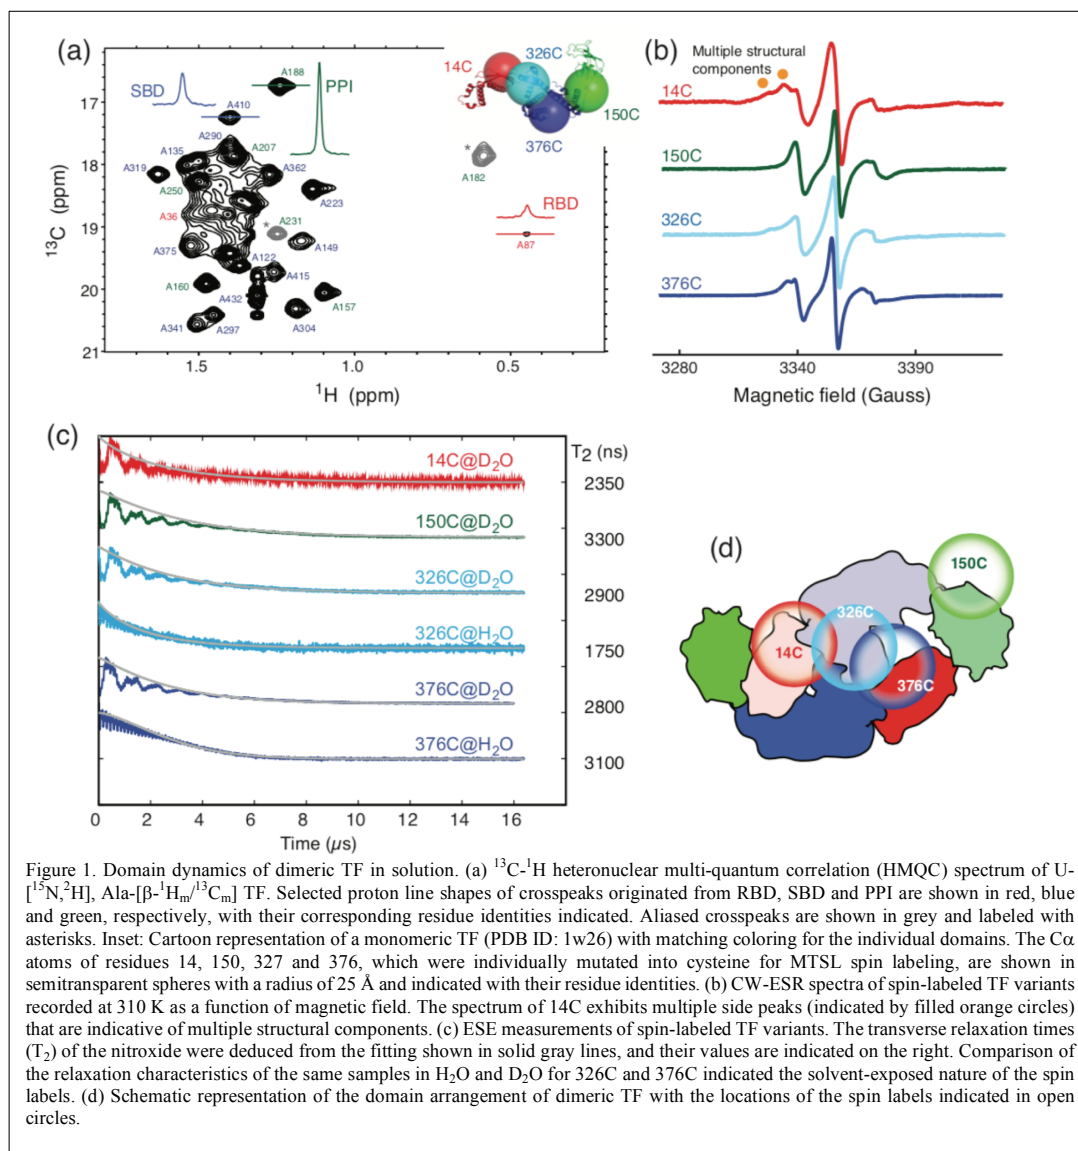 (a)
SBD
A188
PPI
A410
A290
A135
A207
A319
A362
A250
A223
A36
A231
*
A375
A149
A122
A415
A160
A432
A157
A341
A297
A304
14C
326C
150C
376C
*
A182
RBD
A87
17
18
19
20
21
13C (ppm)
1.5
1.0
0.5
1H (ppm)
(b)
Multiple structural
components
14C
150C
326C
376C
3280
3340
3390
Magnetic field (Gauss)
(c)
T2 (ns)
14C@D2O
2350
150C@D2O
3300
326C@D2O
2900
326C@H2O
1750
376C@D2O
2800
376C@H2O
3100
0
2
4
6
8
10
12
14
16
Time (µs)
(d)
150C
326C
14C
376C
Figure 1. Domain dynamics of dimeric TF in solution. (a) 13C-1H heteronuclear multi-quantum correlation (HMQC) spectrum of U-
[15N,2H], Ala-[β-1Hm/13Cm] TF. Selected proton line shapes of crosspeaks originated from RBD, SBD and PPI are shown in red, blue
and green, respectively, with their corresponding residue identities indicated. Aliased crosspeaks are shown in grey and labeled with
asterisks. Inset: Cartoon representation of a monomeric TF (PDB ID: 1w26) with matching coloring for the individual domains. The Cα
atoms of residues 14, 150, 327 and 376, which were individually mutated into cysteine for MTSL spin labeling, are shown in
semitransparent spheres with a radius of 25 Å and indicated with their residue identities. (b) CW-ESR spectra of spin-labeled TF variants
recorded at 310 K as a function of magnetic field. The spectrum of 14C exhibits multiple side peaks (indicated by filled orange circles)
that are indicative of multiple structural components. (c) ESE measurements of spin-labeled TF variants. The transverse relaxation times
(T2) of the nitroxide were deduced from the fitting shown in solid gray lines, and their values are indicated on the right. Comparison of
the relaxation characteristics of the same samples in H2O and D2O for 326C and 376C indicated the solvent-exposed nature of the spin
labels. (d) Schematic representation of the domain arrangement of dimeric TF with the locations of the spin labels indicated in open
circles.